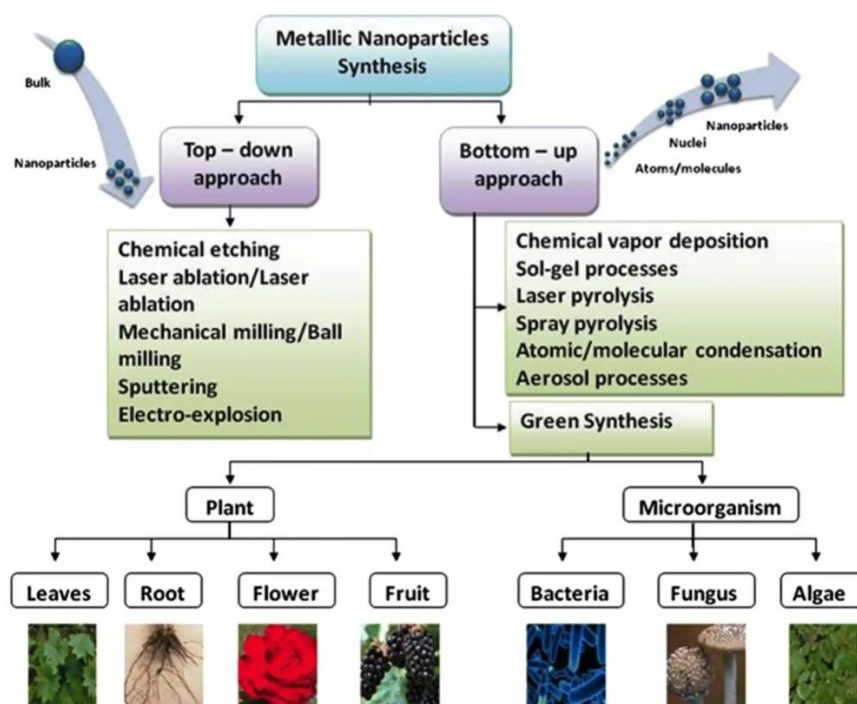 Metallic Nanoparticles
Synthesis
Bulk
Nanoparticles
Top – down
approach
Bottom – up
approach
Nanoparticles
Nuclei
Atoms/molecules
Chemical etching
Laser ablation/Laser
ablation
Mechanical milling/Ball
milling
Sputtering
Electro-explosion
Chemical vapor deposition
Sol-gel processes
Laser pyrolysis
Spray pyrolysis
Atomic/molecular condensation
Aerosol processes
Green Synthesis
Plant
Microorganism
Leaves
Root
Flower
Fruit
Bacteria
Fungus
Algae